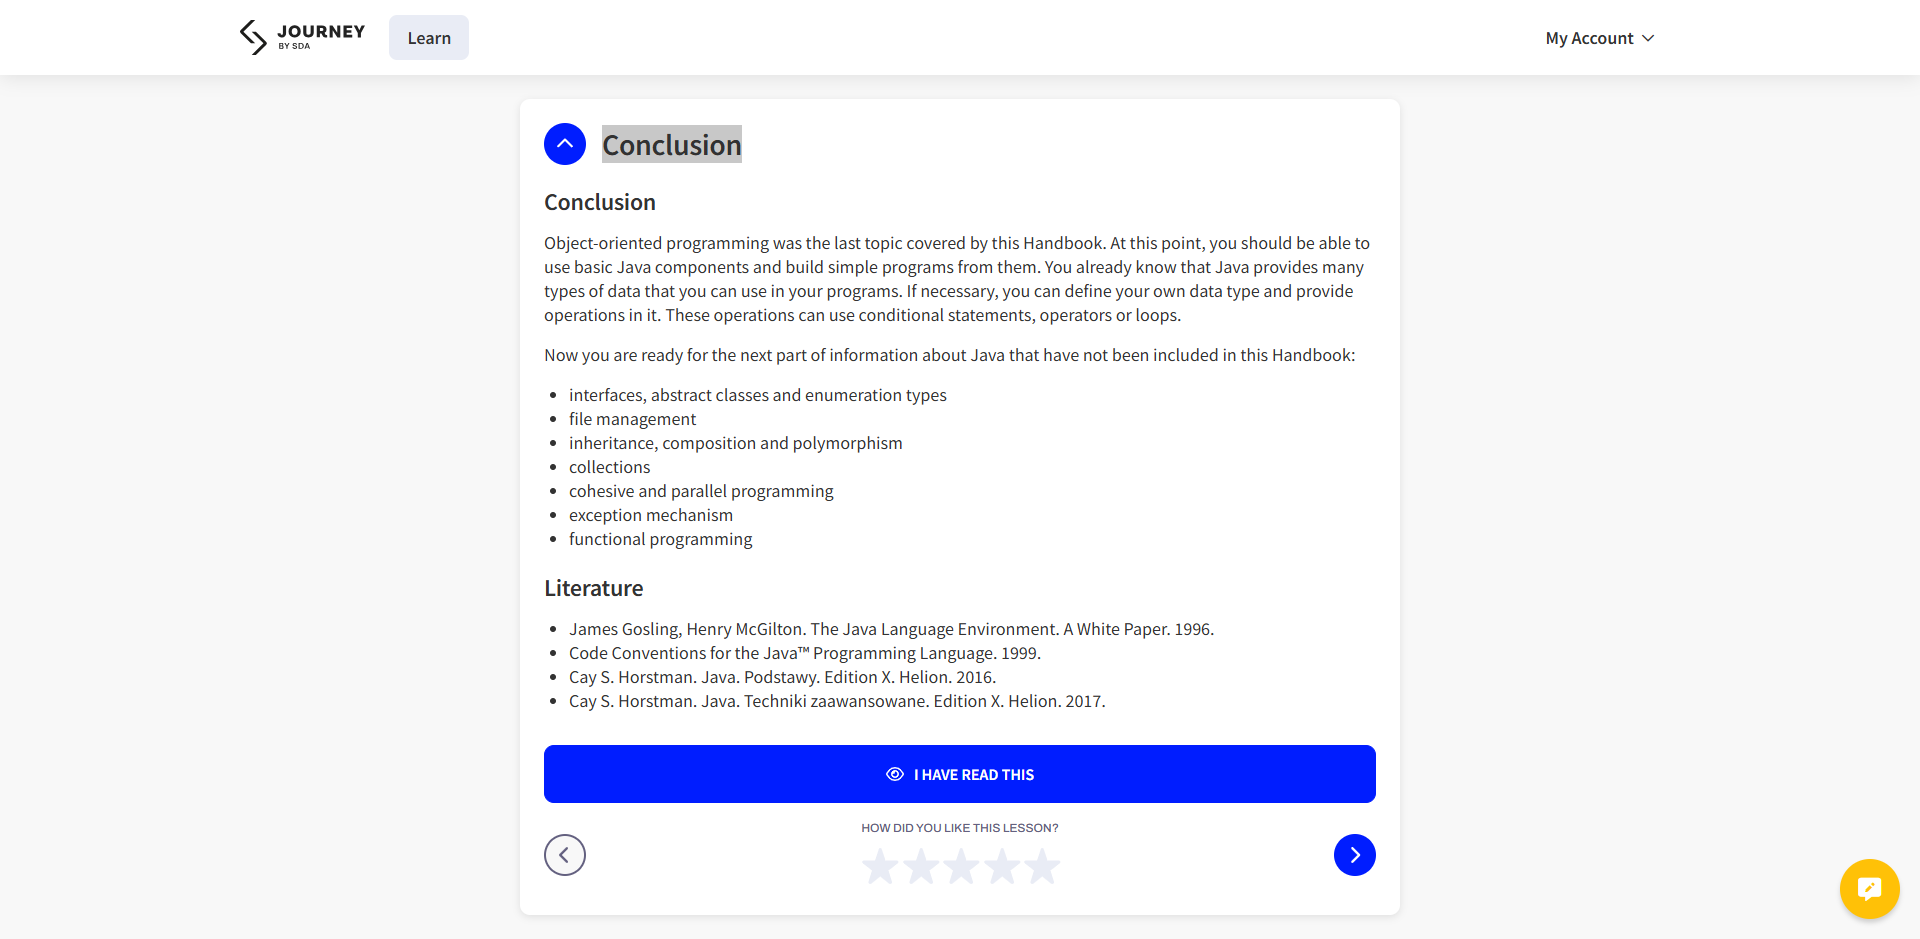 JOURNEY
BY SDA
Learn
My Account
Conclusion
Conclusion
Object-oriented programming was the last topic covered by this Handbook. At this point, you should be able to
use basic Java components and build simple programs from them. You already know that Java provides many
types of data that you can use in your programs. If necessary, you can define your own data type and provide
operations in it. These operations can use conditional statements, operators or loops.
Now you are ready for the next part of information about Java that have not been included in this Handbook:
interfaces, abstract classes and enumeration types
file management
inheritance, composition and polymorphism
collections
cohesive and parallel programming
exception mechanism
functional programming
Literature
James Gosling, Henry McGilton. The Java Language Environment. A White Paper. 1996.
Code Conventions for the Java™ Programming Language. 1999.
Cay S. Horstman. Java. Podstawy. Edition X. Helion. 2016.
Cay S. Horstman. Java. Techniki zaawansowane. Edition X. Helion. 2017.
I HAVE READ THIS
HOW DID YOU LIKE THIS LESSON?